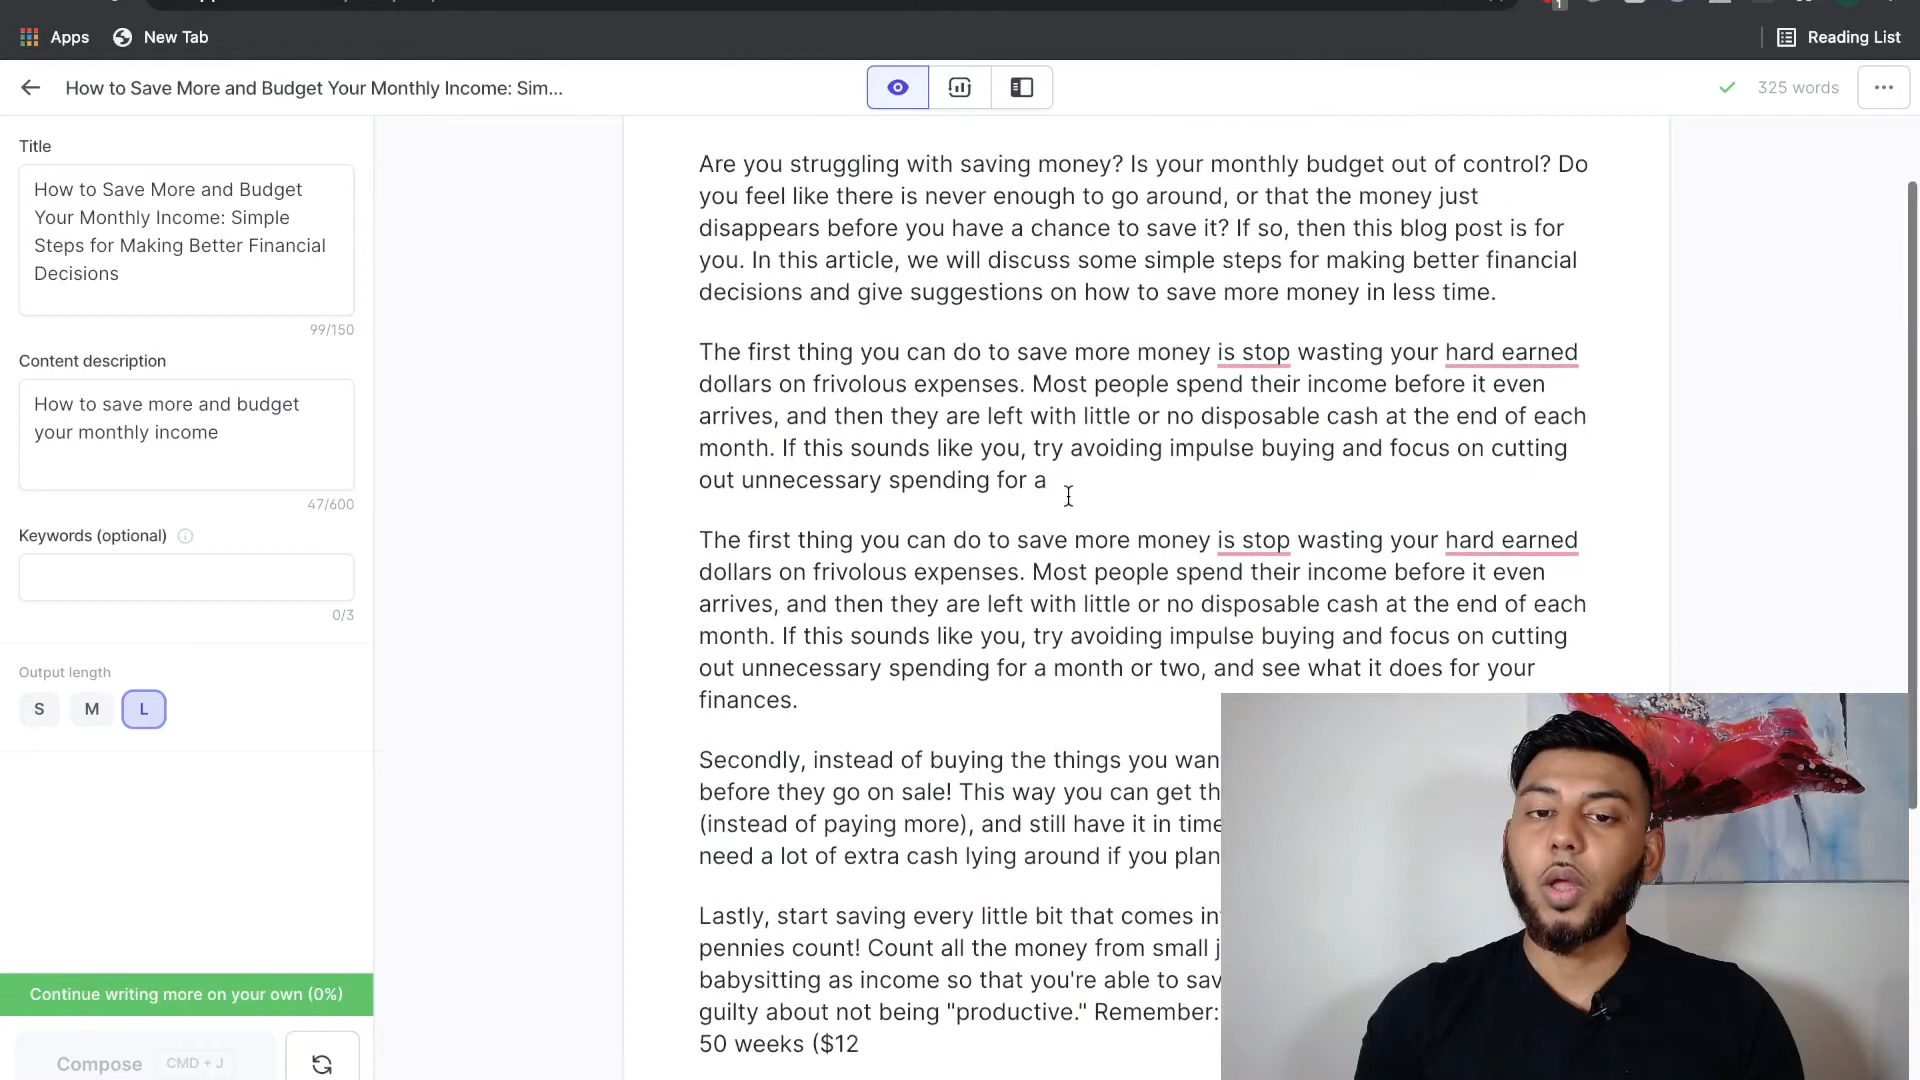 Apps
New Tab
Reading List
1
How to Save More and Budget Your Monthly Income: Sim...
325 words
Title
How to Save More and Budget
Your Monthly Income: Simple
Steps for Making Better Financial
Decisions
99/150
Content description
How to save more and budget
your monthly income
47/600
Keywords (optional)
0/3
Output length
S M L
Continue writing more on your own (0%)
Compose CMD + J
Are you struggling with saving money? Is your monthly budget out of control? Do
you feel like there is never enough to go around, or that the money just
disappears before you have a chance to save it? If so, then this blog post is for
you. In this article, we will discuss some simple steps for making better financial
decisions and give suggestions on how to save more money in less time.
The first thing you can do to save more money is stop wasting your hard earned
dollars on frivolous expenses. Most people spend their income before it even
arrives, and then they are left with little or no disposable cash at the end of each
month. If this sounds like you, try avoiding impulse buying and focus on cutting
out unnecessary spending for a
The first thing you can do to save more money is stop wasting your hard earned
dollars on frivolous expenses. Most people spend their income before it even
arrives, and then they are left with little or no disposable cash at the end of each
month. If this sounds like you, try avoiding impulse buying and focus on cutting
out unnecessary spending for a month or two, and see what it does for your
finances.
Secondly, instead of buying the things you wan
before they go on sale! This way you can get th
(instead of paying more), and still have it in time
need a lot of extra cash lying around if you plan
Lastly, start saving every little bit that comes in
pennies count! Count all the money from small j
babysitting as income so that you're able to sav
guilty about not being "productive." Remember:
50 weeks ($12